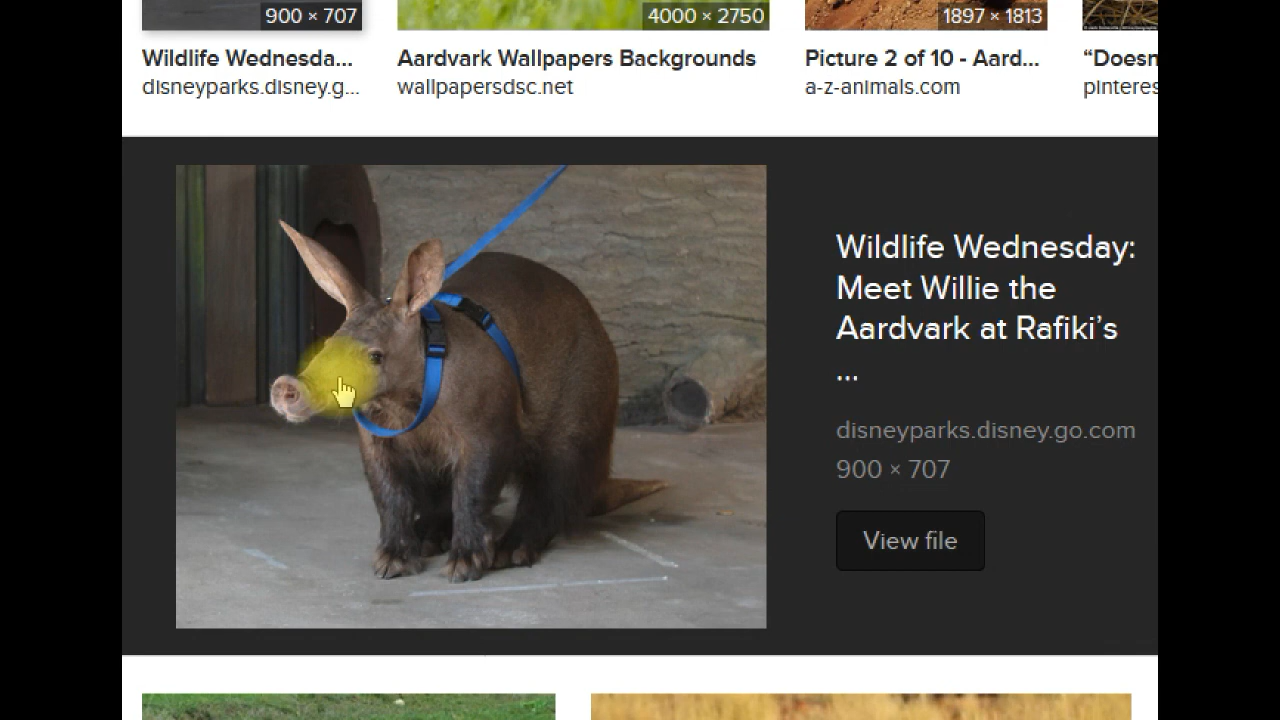 900 × 707
4000 × 2750
1897 × 1813
Wildlife Wednesda...
Aardvark Wallpapers Backgrounds
Picture 2 of 10 - Aard...
“Doesn
disneyparks.disney.g...
wallpapersdsc.net
a-z-animals.com
pinteres
Wildlife Wednesday:
Meet Willie the
Aardvark at Rafiki’s
...
disneyparks.disney.go.com
900 × 707
View file